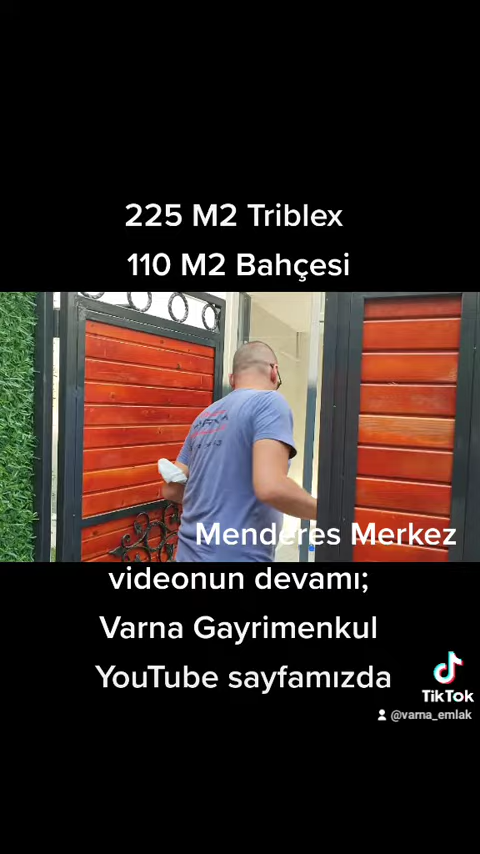 225 M2 Triblex
110 M2 Bahçesi
Menderes Merkez
videonun devamı;
Varna Gayrimenkul
YouTube sayfamızda
TikTok
@varna_emlak